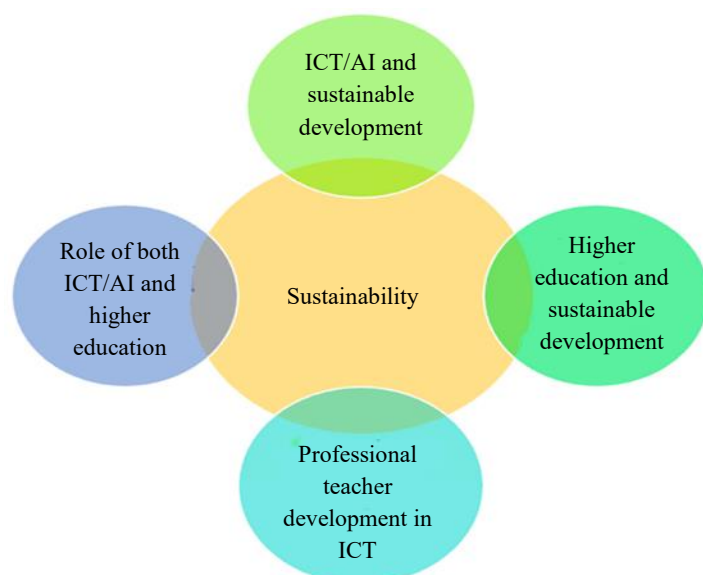 ICT/AI and
sustainable
development
Role of both
ICT/AI and
higher
education
Sustainability
Higher
education and
sustainable
development
Professional
teacher
development in
ICT